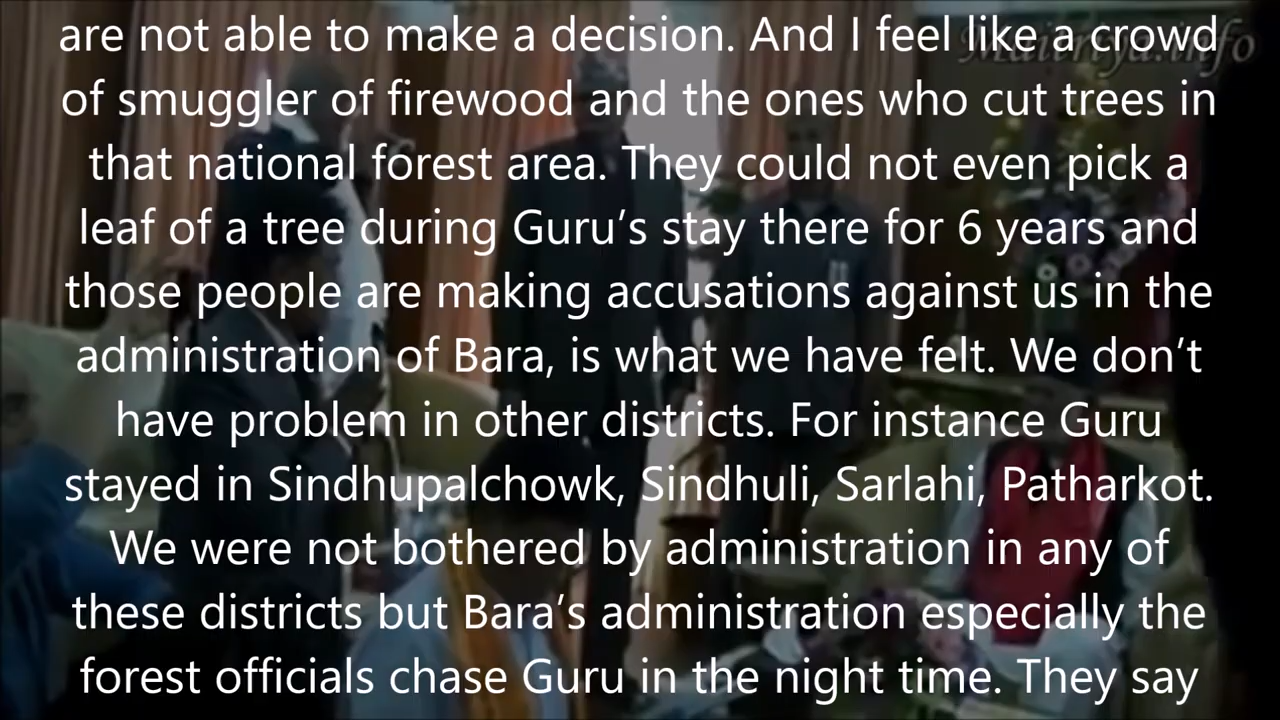 are not able to make a decision. And I feel like a crowd
Maitriya.info
of smuggler of firewood and the ones who cut trees in
that national forest area. They could not even pick a
leaf of a tree during Guru’s stay there for 6 years and
those people are making accusations against us in the
administration of Bara, is what we have felt. We don’t
have problem in other districts. For instance Guru
stayed in Sindhupalchowk, Sindhuli, Sarlahi, Patharkot.
We were not bothered by administration in any of
these districts but Bara’s administration especially the
forest officials chase Guru in the night time. They say